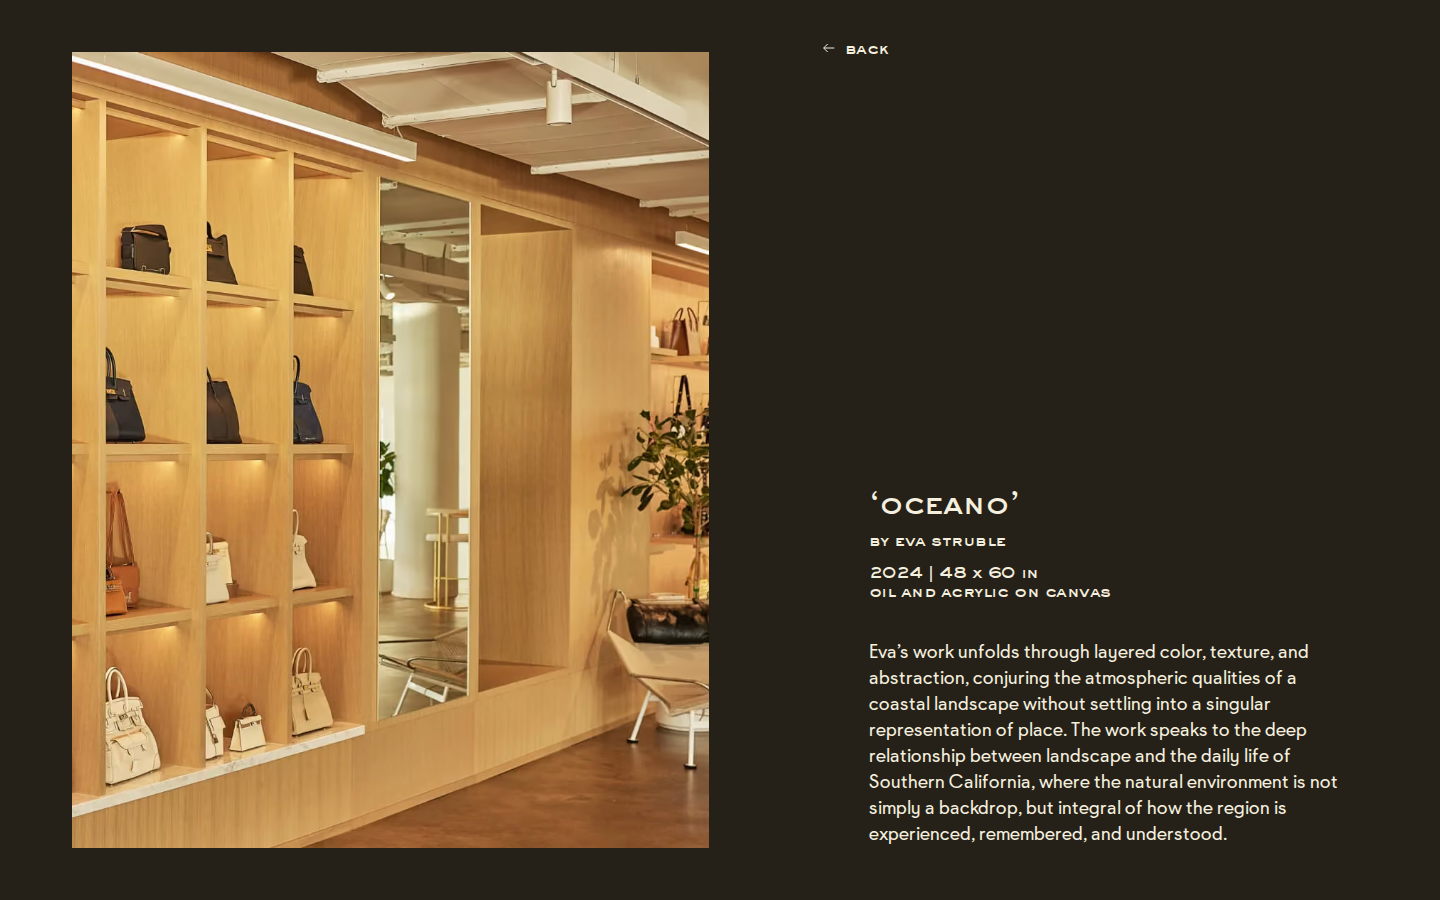 ← BACK
‘OCEANO’
BY EVA STRUBLE
2024 | 48 x 60 IN
OIL AND ACRYLIC ON CANVAS
Eva’s work unfolds through layered color, texture, and
abstraction, conjuring the atmospheric qualities of a
coastal landscape without settling into a singular
representation of place. The work speaks to the deep
relationship between landscape and the daily life of
Southern California, where the natural environment is not
simply a backdrop, but integral of how the region is
experienced, remembered, and understood.